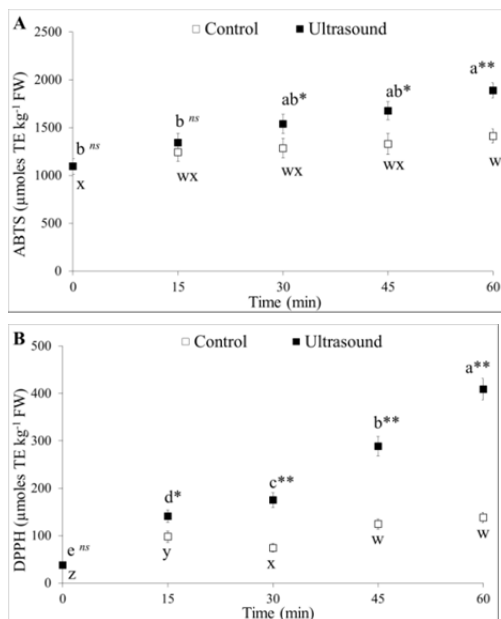 A
□ Control ■ Ultrasound
ABTS (µmoles TE kg⁻¹ FW)
2500
2000
1500
1000
500
0
a**
ab* ab*
b ns b ns
x wx wx wx w
0 15 30 45 60
Time (min)
B
□ Control ■ Ultrasound
DPPH (µmoles TE kg⁻¹ FW)
500
400
300
200
100
0
a**
b**
c**
d*
e ns
z y x w w
0 15 30 45 60
Time (min)